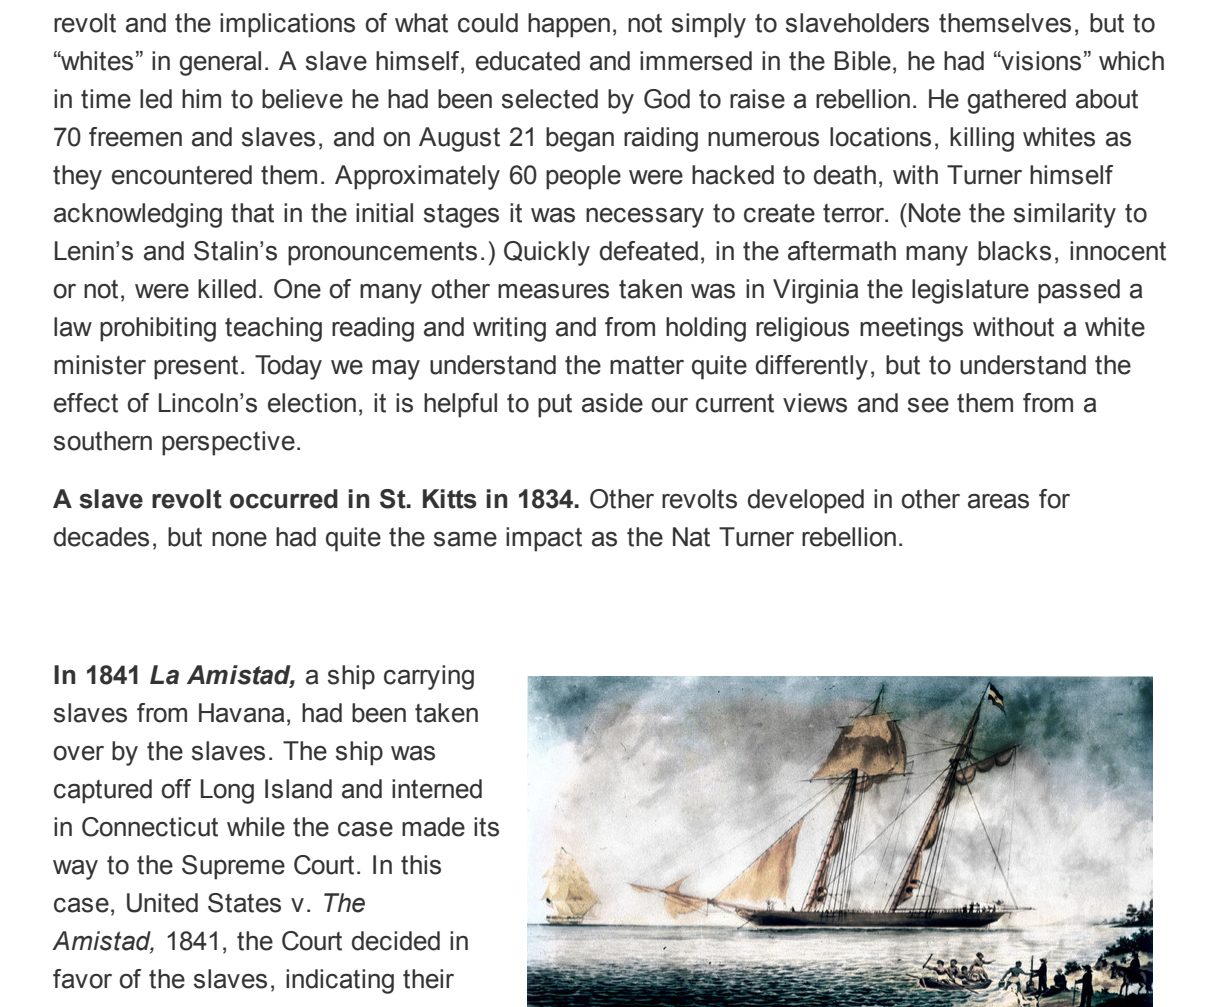 revolt and the implications of what could happen, not simply to slaveholders themselves, but to
“whites” in general. A slave himself, educated and immersed in the Bible, he had “visions” which
in time led him to believe he had been selected by God to raise a rebellion. He gathered about
70 freemen and slaves, and on August 21 began raiding numerous locations, killing whites as
they encountered them. Approximately 60 people were hacked to death, with Turner himself
acknowledging that in the initial stages it was necessary to create terror. (Note the similarity to
Lenin’s and Stalin’s pronouncements.) Quickly defeated, in the aftermath many blacks, innocent
or not, were killed. One of many other measures taken was in Virginia the legislature passed a
law prohibiting teaching reading and writing and from holding religious meetings without a white
minister present. Today we may understand the matter quite differently, but to understand the
effect of Lincoln’s election, it is helpful to put aside our current views and see them from a
southern perspective.
A slave revolt occurred in St. Kitts in 1834. Other revolts developed in other areas for
decades, but none had quite the same impact as the Nat Turner rebellion.
In 1841 La Amistad, a ship carrying
slaves from Havana, had been taken
over by the slaves. The ship was
captured off Long Island and interned
in Connecticut while the case made its
way to the Supreme Court. In this
case, United States v. The
Amistad, 1841, the Court decided in
favor of the slaves, indicating their